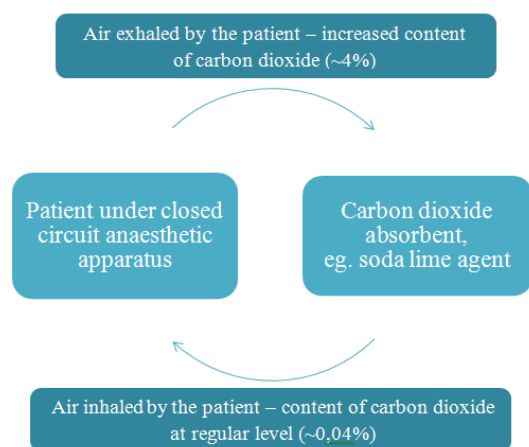 Air exhaled by the patient – increased content
of carbon dioxide (~4%)
Patient under closed
circuit anaesthetic
apparatus
Carbon dioxide
absorbent,
eg. soda lime agent
Air inhaled by the patient – content of carbon dioxide
at regular level (~0,04%)